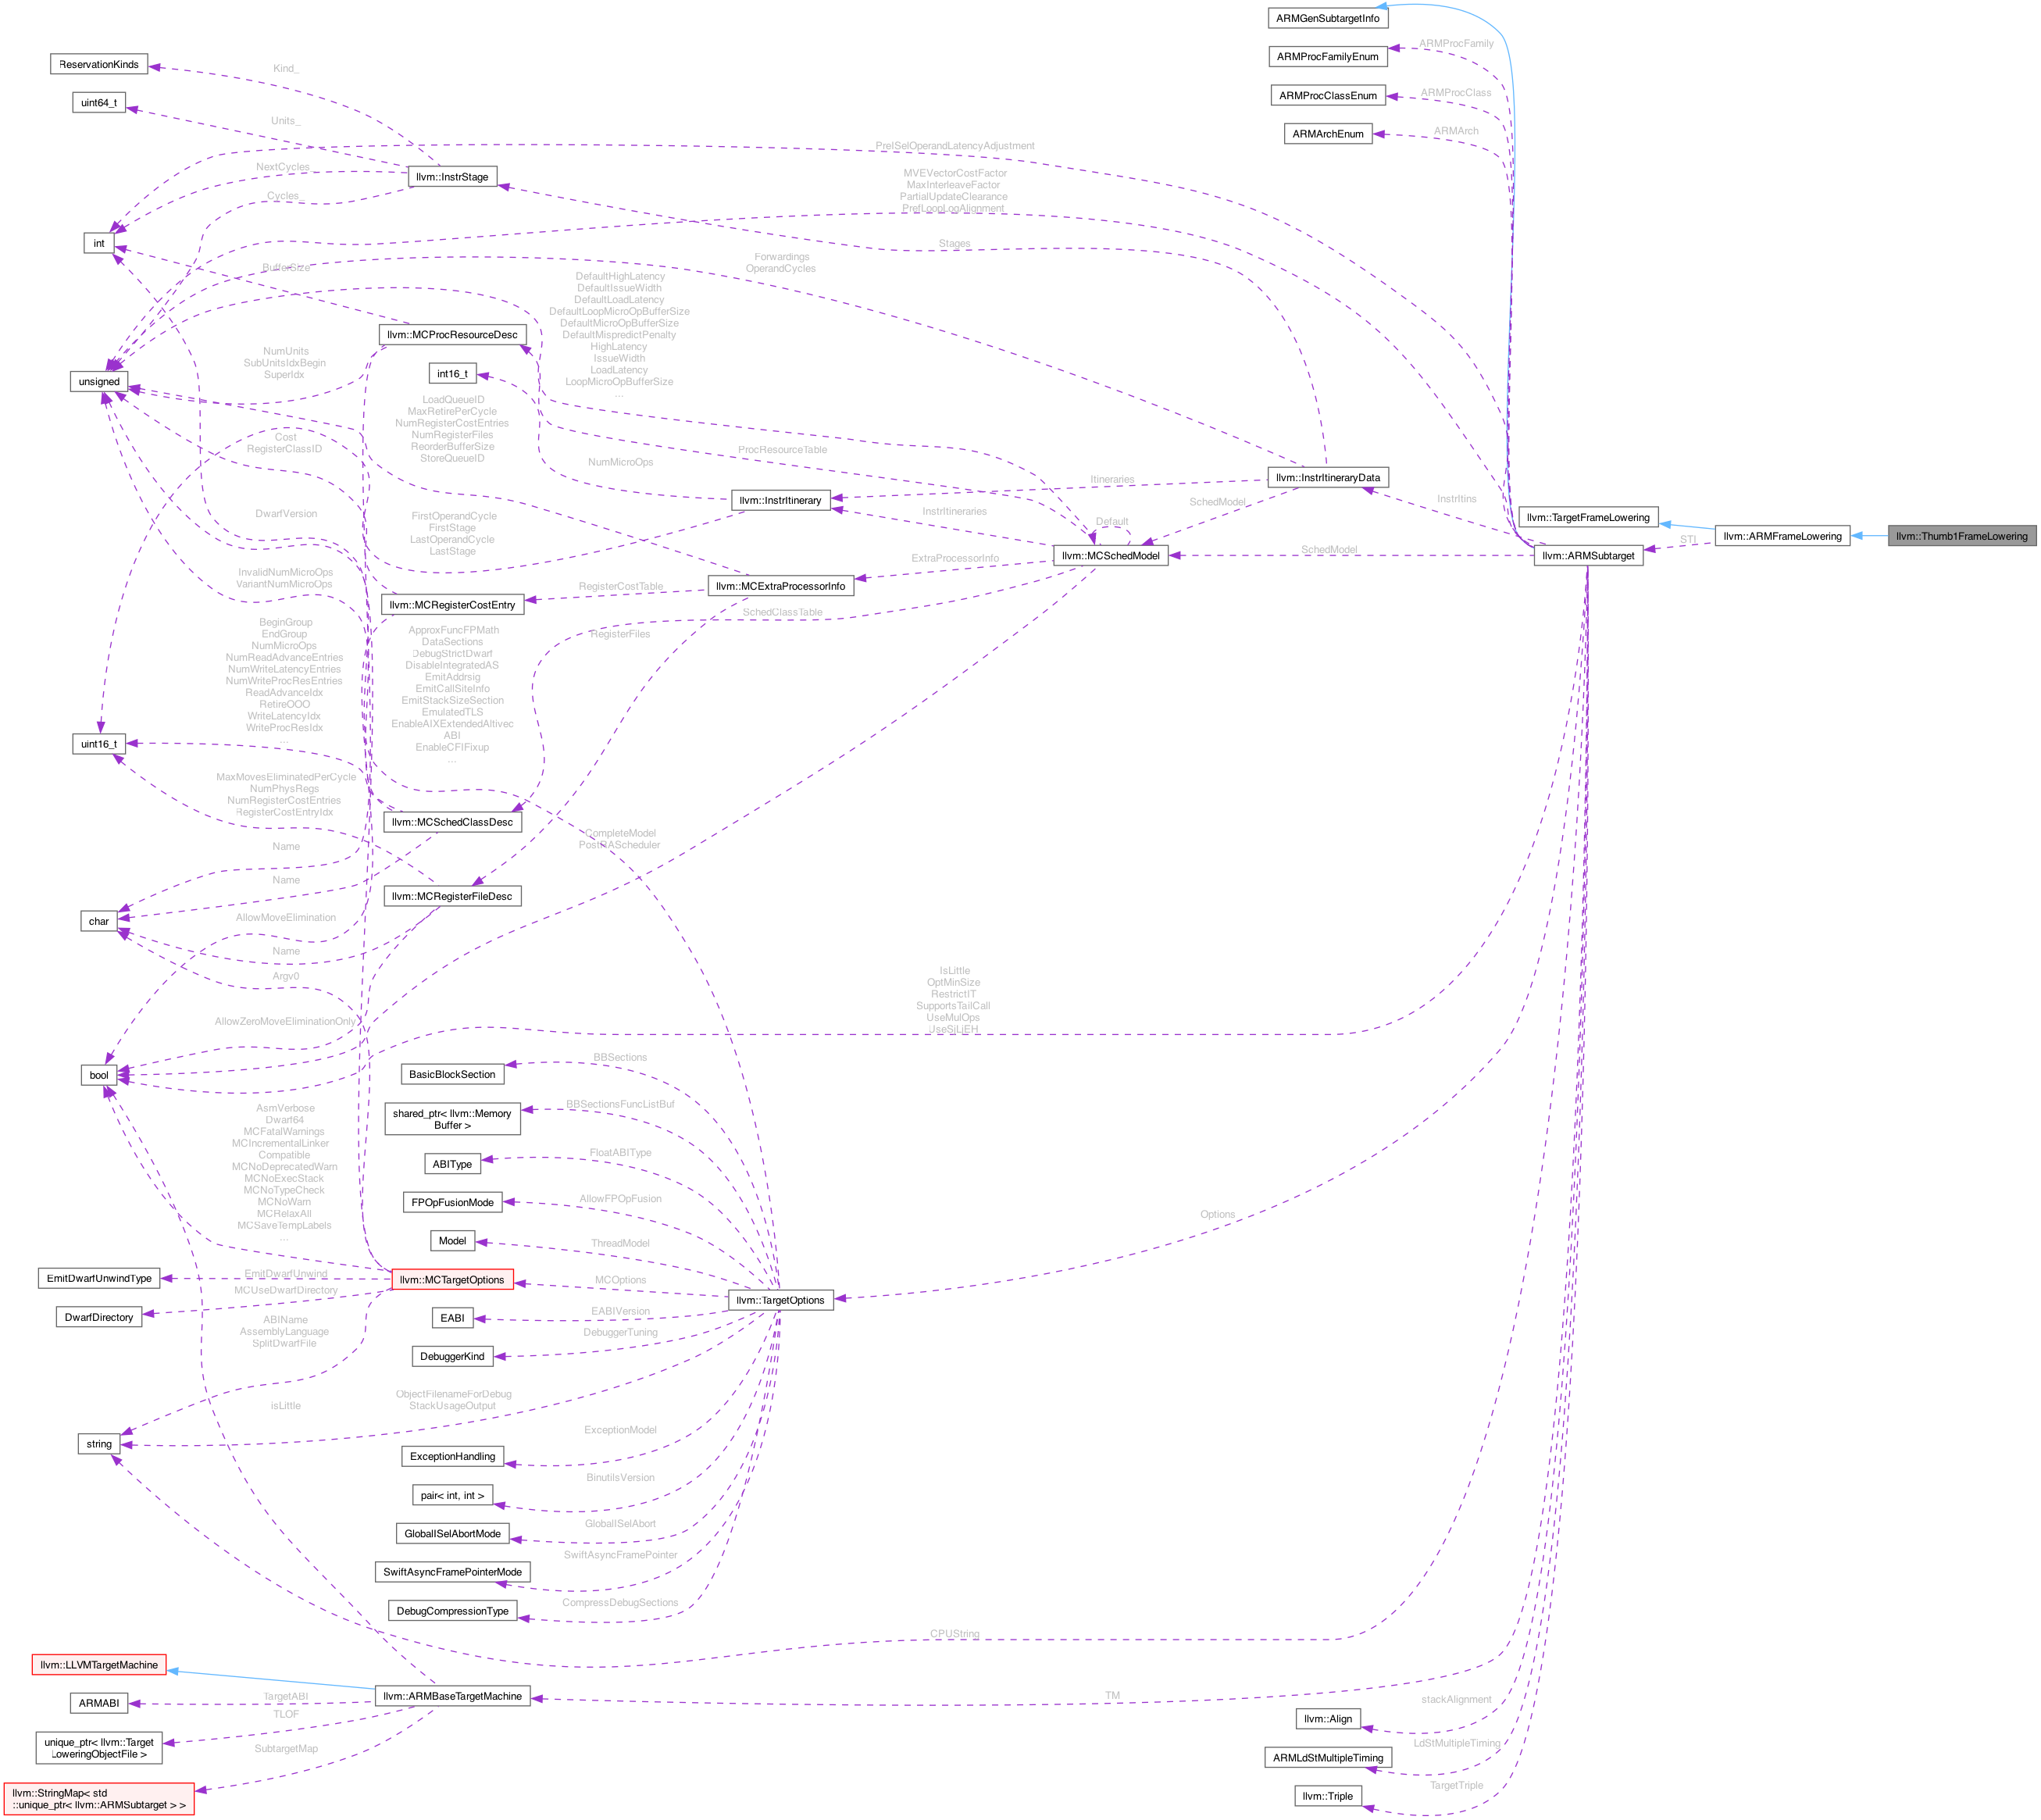 ARMGenSubtargetInfo
ARMProcFamily
ARMProcFamilyEnum
ReservationKinds
Kind_
ARMProcClass
ARMProcClassEnum
uint64_t
Units_
ARMArch
ARMArchEnum
PreISelOperandLatencyAdjustment
NextCycles_
llvm::InstrStage
MVEVectorCostFactor
MaxInterleaveFactor
PartialUpdateClearance
PrefLoopLogAlignment
Cycles_
int
Stages
BufferSize
Forwardings
OperandCycles
DefaultHighLatency
DefaultIssueWidth
DefaultLoadLatency
DefaultLoopMicroOpBufferSize
DefaultMicroOpBufferSize
DefaultMispredictPenalty
HighLatency
IssueWidth
LoadLatency
LoopMicroOpBufferSize
...
llvm::MCProcResourceDesc
NumUnits
SubUnitsIdxBegin
SuperIdx
int16_t
unsigned
LoadQueueID
MaxRetirePerCycle
NumRegisterCostEntries
NumRegisterFiles
ReorderBufferSize
StoreQueueID
Cost
RegisterClassID
ProcResourceTable
NumMicroOps
llvm::InstrItineraryData
Itineraries
InstrItins
llvm::InstrItinerary
SchedModel
InstrItineraries
DwarfVersion
FirstOperandCycle
FirstStage
LastOperandCycle
LastStage
Default
llvm::TargetFrameLowering
llvm::ARMFrameLowering
llvm::Thumb1FrameLowering
STI
llvm::MCSchedModel
SchedModel
llvm::ARMSubtarget
ExtraProcessorInfo
InvalidNumMicroOps
VariantNumMicroOps
RegisterCostTable
llvm::MCExtraProcessorInfo
llvm::MCRegisterCostEntry
SchedClassTable
RegisterFiles
BeginGroup
EndGroup
NumMicroOps
NumReadAdvanceEntries
NumWriteLatencyEntries
NumWriteProcResEntries
ReadAdvanceIdx
RetireOOO
WriteLatencyIdx
WriteProcResIdx
...
ApproxFuncFPMath
DataSections
DebugStrictDwarf
DisableIntegratedAS
EmitAddrsig
EmitCallSiteInfo
EmitStackSizeSection
EmulatedTLS
EnableAIXExtendedAltivec
ABI
EnableCFIFixup
...
uint16_t
MaxMovesEliminatedPerCycle
NumPhysRegs
NumRegisterCostEntries
RegisterCostEntryIdx
llvm::MCSchedClassDesc
CompleteModel
PostRAScheduler
Name
Name
llvm::MCRegisterFileDesc
char
AllowMoveElimination
Name
Argv0
IsLittle
OptMinSize
RestrictIT
SupportsTailCall
UseMulOps
UseSjLjEH
AllowZeroMoveEliminationOnly
bool
BasicBlockSection
BBSections
AsmVerbose
Dwarf64
MCFatalWarnings
MCIncrementalLinker
Compatible
MCNoDeprecatedWarn
MCNoExecStack
MCNoTypeCheck
MCNoWarn
MCRelaxAll
MCSaveTempLabels
...
shared_ptr< llvm::Memory
Buffer >
BBSectionsFuncListBuf
ABIType
FloatABIType
FPOpFusionMode
AllowFPOpFusion
Model
ThreadModel
Options
EmitDwarfUnwindType
EmitDwarfUnwind
llvm::MCTargetOptions
MCOptions
MCUseDwarfDirectory
llvm::TargetOptions
DwarfDirectory
EABI
EABIVersion
ABIName
AssemblyLanguage
SplitDwarfFile
DebuggerKind
DebuggerTuning
isLittle
ObjectFilenameForDebug
StackUsageOutput
string
ExceptionHandling
ExceptionModel
pair< int, int >
BinutilsVersion
GlobalISelAbortMode
GlobalISelAbort
SwiftAsyncFramePointerMode
SwiftAsyncFramePointer
DebugCompressionType
CompressDebugSections
CPUString
llvm::LLVMTargetMachine
ARMABI
TargetABI
llvm::ARMBaseTargetMachine
TM
TLOF
unique_ptr< llvm::Target
LoweringObjectFile >
SubtargetMap
llvm::StringMap< std
::unique_ptr< llvm::ARMSubtarget > >
stackAlignment
llvm::Align
LdStMultipleTiming
ARMLdStMultipleTiming
TargetTriple
llvm::Triple